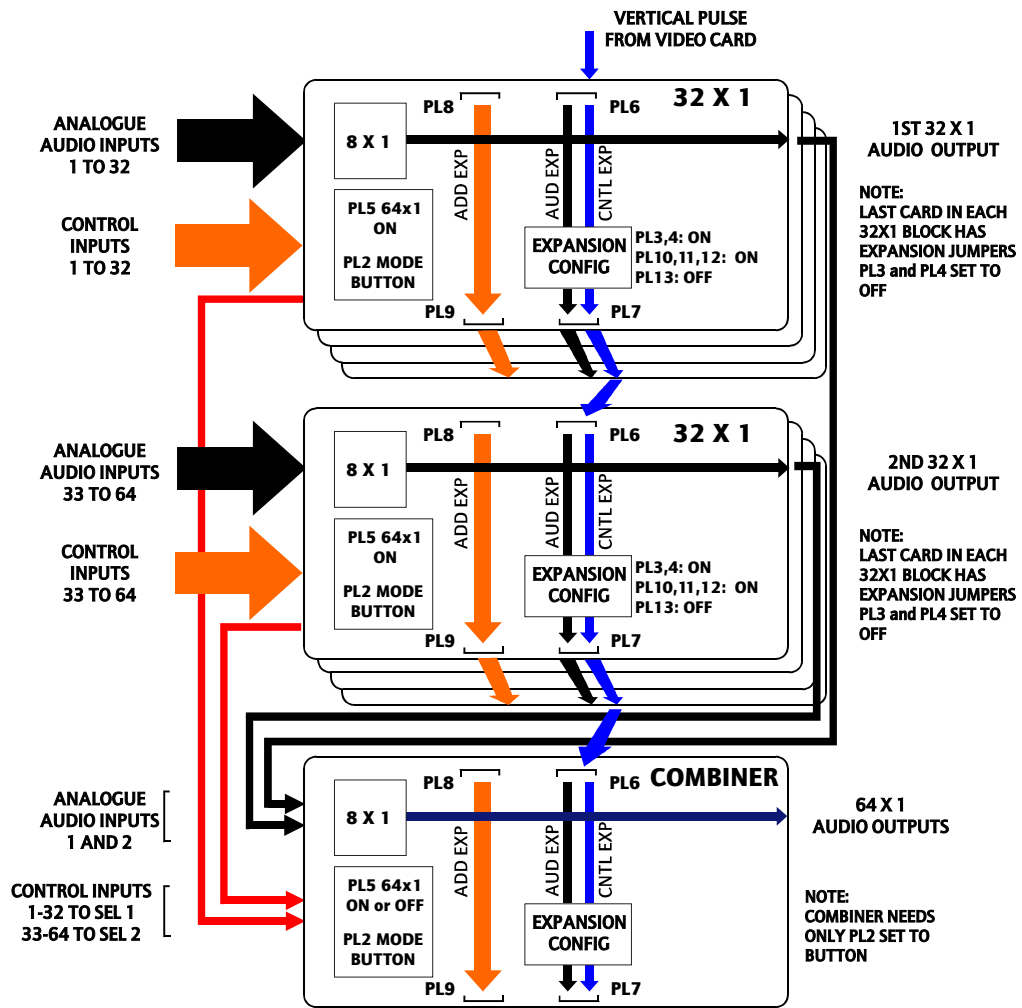 VERTICAL PULSE
FROM VIDEO CARD
ANALOGUE
AUDIO INPUTS
1 TO 32
CONTROL
INPUTS
1 TO 32
PL8
PL6
32 X 1
8 X 1
ADD EXP
AUD EXP
CNTL EXP
PL5 64x1
ON
PL2 MODE
BUTTON
EXPANSION
CONFIG
PL3,4: ON
PL10,11,12: ON
PL13: OFF
PL9
PL7
1ST 32 X 1
AUDIO OUTPUT
NOTE:
LAST CARD IN EACH
32X1 BLOCK HAS
EXPANSION JUMPERS
PL3 and PL4 SET TO
OFF
ANALOGUE
AUDIO INPUTS
33 TO 64
CONTROL
INPUTS
33 TO 64
PL8
PL6
32 X 1
8 X 1
ADD EXP
AUD EXP
CNTL EXP
PL5 64x1
ON
PL2 MODE
BUTTON
EXPANSION
CONFIG
PL3,4: ON
PL10,11,12: ON
PL13: OFF
PL9
PL7
2ND 32 X 1
AUDIO OUTPUT
NOTE:
LAST CARD IN EACH
32X1 BLOCK HAS
EXPANSION JUMPERS
PL3 and PL4 SET TO
OFF
ANALOGUE
AUDIO INPUTS
1 AND 2
CONTROL INPUTS
1-32 TO SEL 1
33-64 TO SEL 2
PL8
PL6
COMBINER
8 X 1
ADD EXP
AUD EXP
CNTL EXP
PL5 64x1
ON or OFF
PL2 MODE
BUTTON
EXPANSION
CONFIG
PL9
PL7
64 X 1
AUDIO OUTPUTS
NOTE:
COMBINER NEEDS
ONLY PL2 SET TO
BUTTON